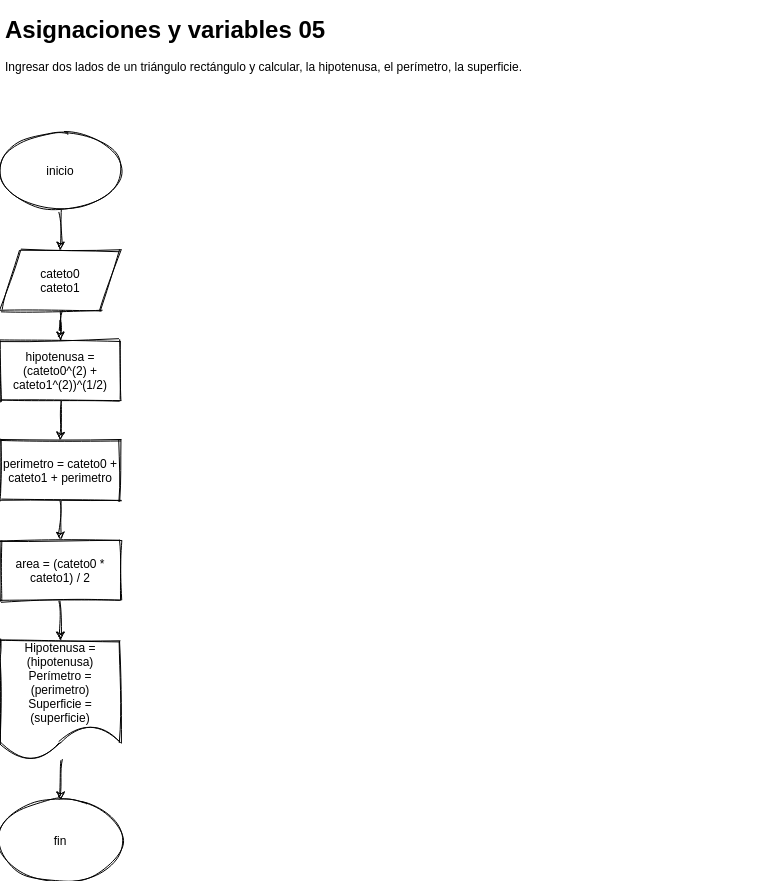 Asignaciones y variables 05
Ingresar dos lados de un triángulo rectángulo y calcular, la hipotenusa, el perímetro, la superficie.
inicio
cateto0
cateto1
hipotenusa =
(cateto0^(2) +
cateto1^(2))^(1/2)
perimetro = cateto0 +
cateto1 + perimetro
area = (cateto0 *
cateto1) / 2
Hipotenusa =
(hipotenusa)
Perímetro =
(perimetro)
Superficie =
(superficie)
fin